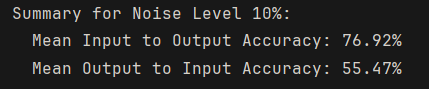 Summary for Noise Level 10%:
Mean Input to Output Accuracy: 76.92%
Mean Output to Input Accuracy: 55.47%